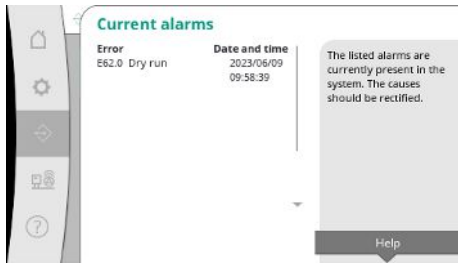 Current alarms
Error Date and time
E62.0 Dry run 2023/06/09
09:58:39
The listed alarms are
currently present in the
system. The causes
should be rectified.
?
Help